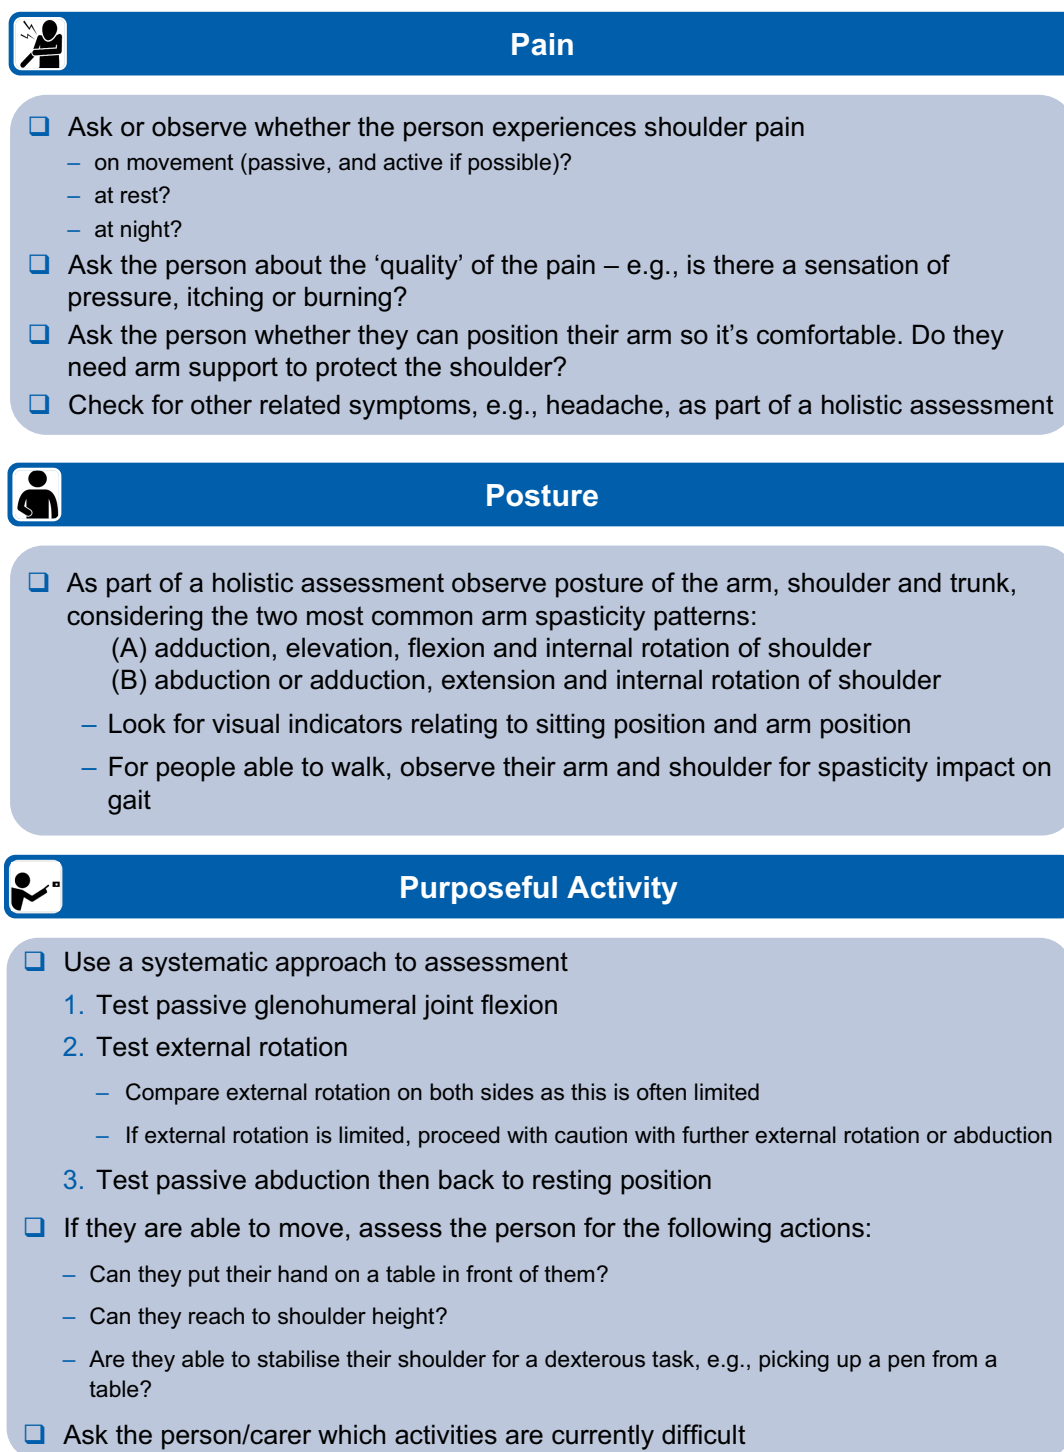 Pain
❑ Ask or observe whether the person experiences shoulder pain
– on movement (passive, and active if possible)?
– at rest?
– at night?
❑ Ask the person about the ‘quality’ of the pain – e.g., is there a sensation of
pressure, itching or burning?
❑ Ask the person whether they can position their arm so it’s comfortable. Do they
need arm support to protect the shoulder?
❑ Check for other related symptoms, e.g., headache, as part of a holistic assessment
Posture
❑ As part of a holistic assessment observe posture of the arm, shoulder and trunk,
considering the two most common arm spasticity patterns:
(A) adduction, elevation, flexion and internal rotation of shoulder
(B) abduction or adduction, extension and internal rotation of shoulder
– Look for visual indicators relating to sitting position and arm position
– For people able to walk, observe their arm and shoulder for spasticity impact on
gait
Purposeful Activity
❑ Use a systematic approach to assessment
1. Test passive glenohumeral joint flexion
2. Test external rotation
– Compare external rotation on both sides as this is often limited
– If external rotation is limited, proceed with caution with further external rotation or abduction
3. Test passive abduction then back to resting position
❑ If they are able to move, assess the person for the following actions:
– Can they put their hand on a table in front of them?
– Can they reach to shoulder height?
– Are they able to stabilise their shoulder for a dexterous task, e.g., picking up a pen from a
table?
❑ Ask the person/carer which activities are currently difficult